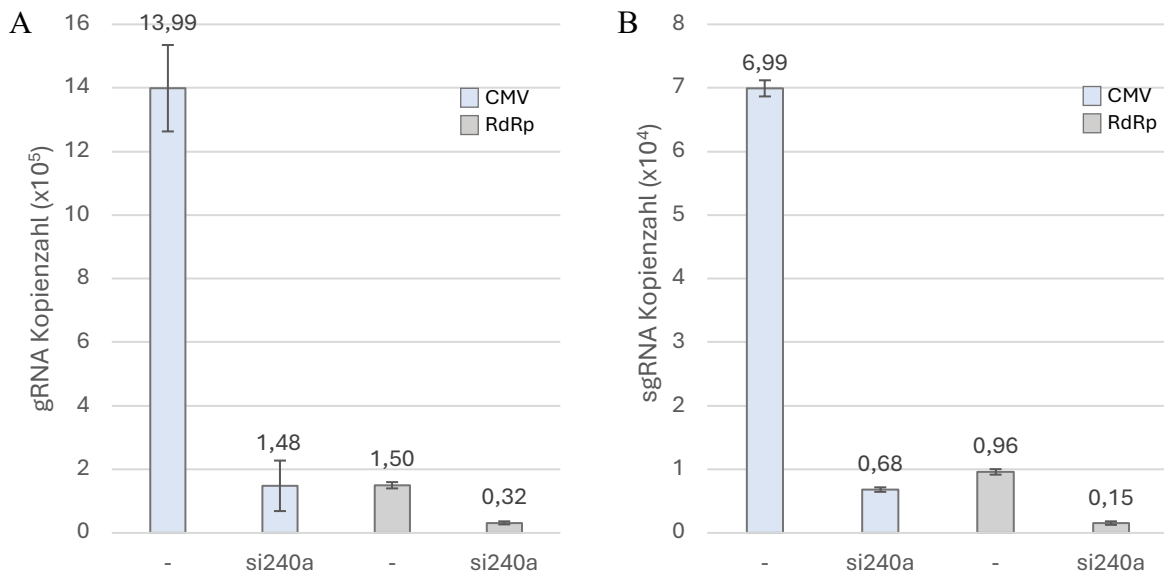 A
13,99
16
14
12
10
8
6
4
2
0
gRNA Kopienzahl (x10⁵)
CMV
RdRp
1,48
1,50
0,32
- si240a - si240a
B
6,99
8
7
6
5
4
3
2
1
0
sgRNA Kopienzahl (x10⁴)
CMV
RdRp
0,68
0,96
0,15
- si240a - si240a